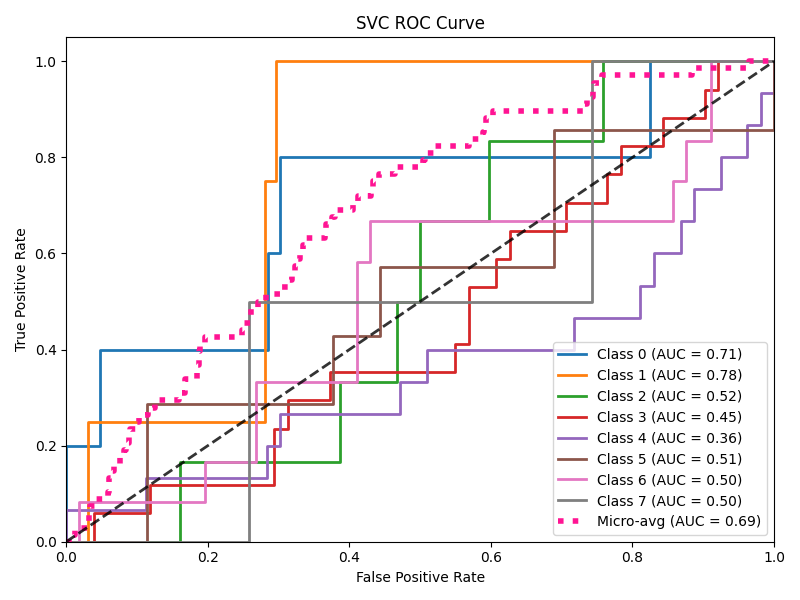 SVC ROC Curve
True Positive Rate
1.0
0.8
0.6
0.4
0.2
0.0
Class 0 (AUC = 0.71)
Class 1 (AUC = 0.78)
Class 2 (AUC = 0.52)
Class 3 (AUC = 0.45)
Class 4 (AUC = 0.36)
Class 5 (AUC = 0.51)
Class 6 (AUC = 0.50)
Class 7 (AUC = 0.50)
Micro-avg (AUC = 0.69)
0.0 0.2 0.4 0.6 0.8 1.0
False Positive Rate